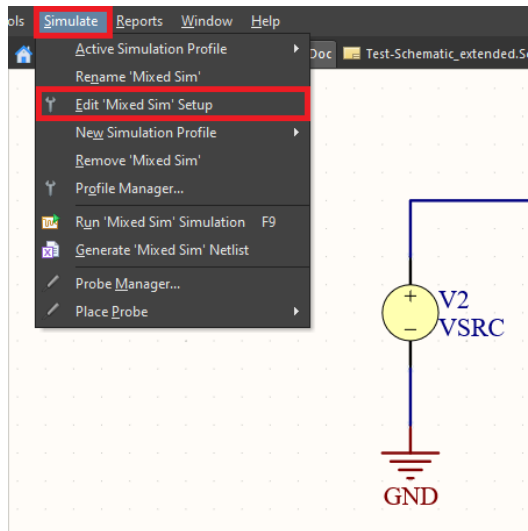 ols Simulate Reports Window Help
Doc Test-Schematic_extended.S
Active Simulation Profile
Rename 'Mixed Sim'
Edit 'Mixed Sim' Setup
New Simulation Profile
Remove 'Mixed Sim'
Profile Manager...
Run 'Mixed Sim' Simulation F9
Generate 'Mixed Sim' Netlist
Probe Manager...
Place Probe
V2
VSRC
GND